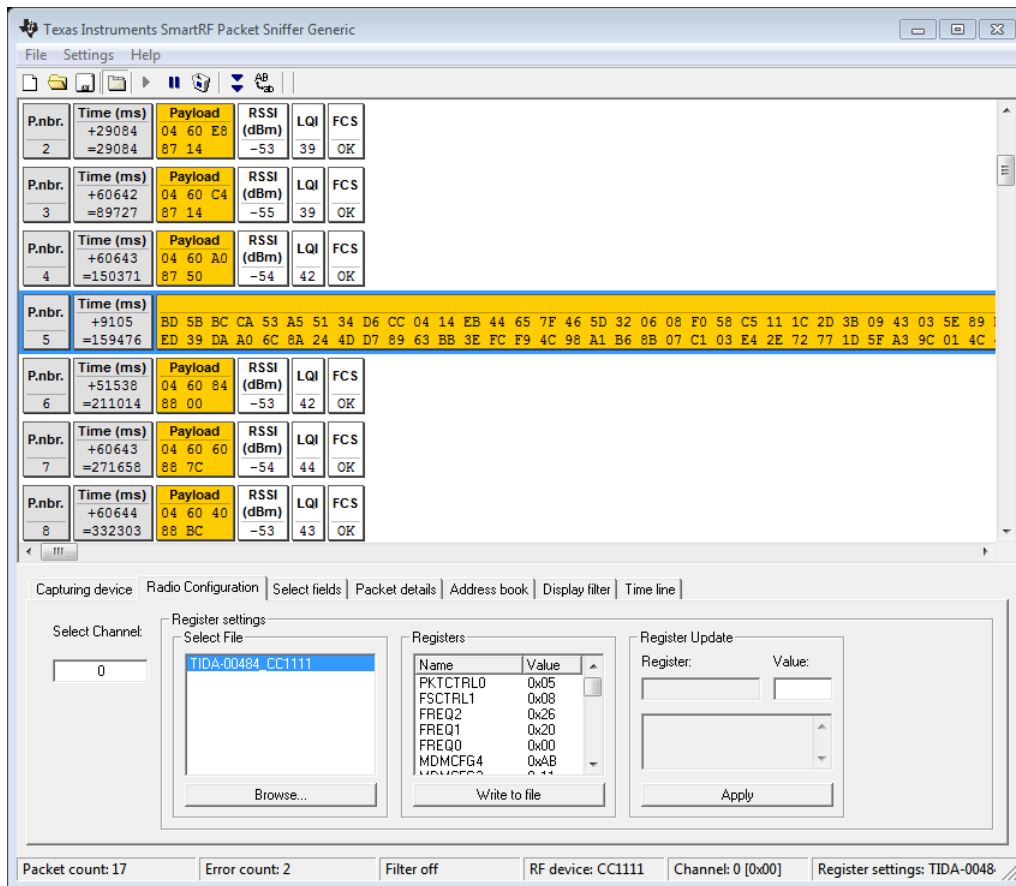 Texas Instruments SmartRF Packet Sniffer Generic
File Settings Help
P.nbr. Time (ms) Payload RSSI (dBm) LQI FCS
+29084 04 60 E8
2 =29084 87 14 -53 39 OK
P.nbr. Time (ms) Payload RSSI (dBm) LQI FCS
+60642 04 60 C4
3 =89727 87 14 -55 39 OK
P.nbr. Time (ms) Payload RSSI (dBm) LQI FCS
+60643 04 60 A0
4 =150371 87 50 -54 42 OK
P.nbr. Time (ms)
+9105 BD 5B BC CA 53 A5 51 34 D6 CC 04 14 EB 44 65 7F 46 5D 32 06 08 F0 58 C5 11 1C 2D 3B 09 43 03 5E 89
5 =159476 ED 39 DA A0 6C 8A 24 4D D7 89 63 BB 3E FC F9 4C 98 A1 B6 8B 07 C1 03 E4 2E 72 77 1D 5F A3 9C 01 4C
P.nbr. Time (ms) Payload RSSI (dBm) LQI FCS
+51538 04 60 84
6 =211014 88 00 -53 42 OK
P.nbr. Time (ms) Payload RSSI (dBm) LQI FCS
+60643 04 60 60
7 =271658 88 7C -54 44 OK
P.nbr. Time (ms) Payload RSSI (dBm) LQI FCS
+60644 04 60 40
8 =332303 88 BC -53 43 OK
Capturing device Radio Configuration Select fields Packet details Address book Display filter Time line
Select Channel:
0
Register settings
Select File
TIDA-00484_CC1111
Browse...
Registers
Name Value
PKTCTRL0 0x05
FSCTRL1 0x08
FREQ2 0x26
FREQ1 0x20
FREQ0 0x00
MDMCFG4 0xAB
Write to file
Register Update
Register: Value:
Apply
Packet count: 17 Error count: 2 Filter off RF device: CC1111 Channel: 0 [0x00] Register settings: TIDA-0048